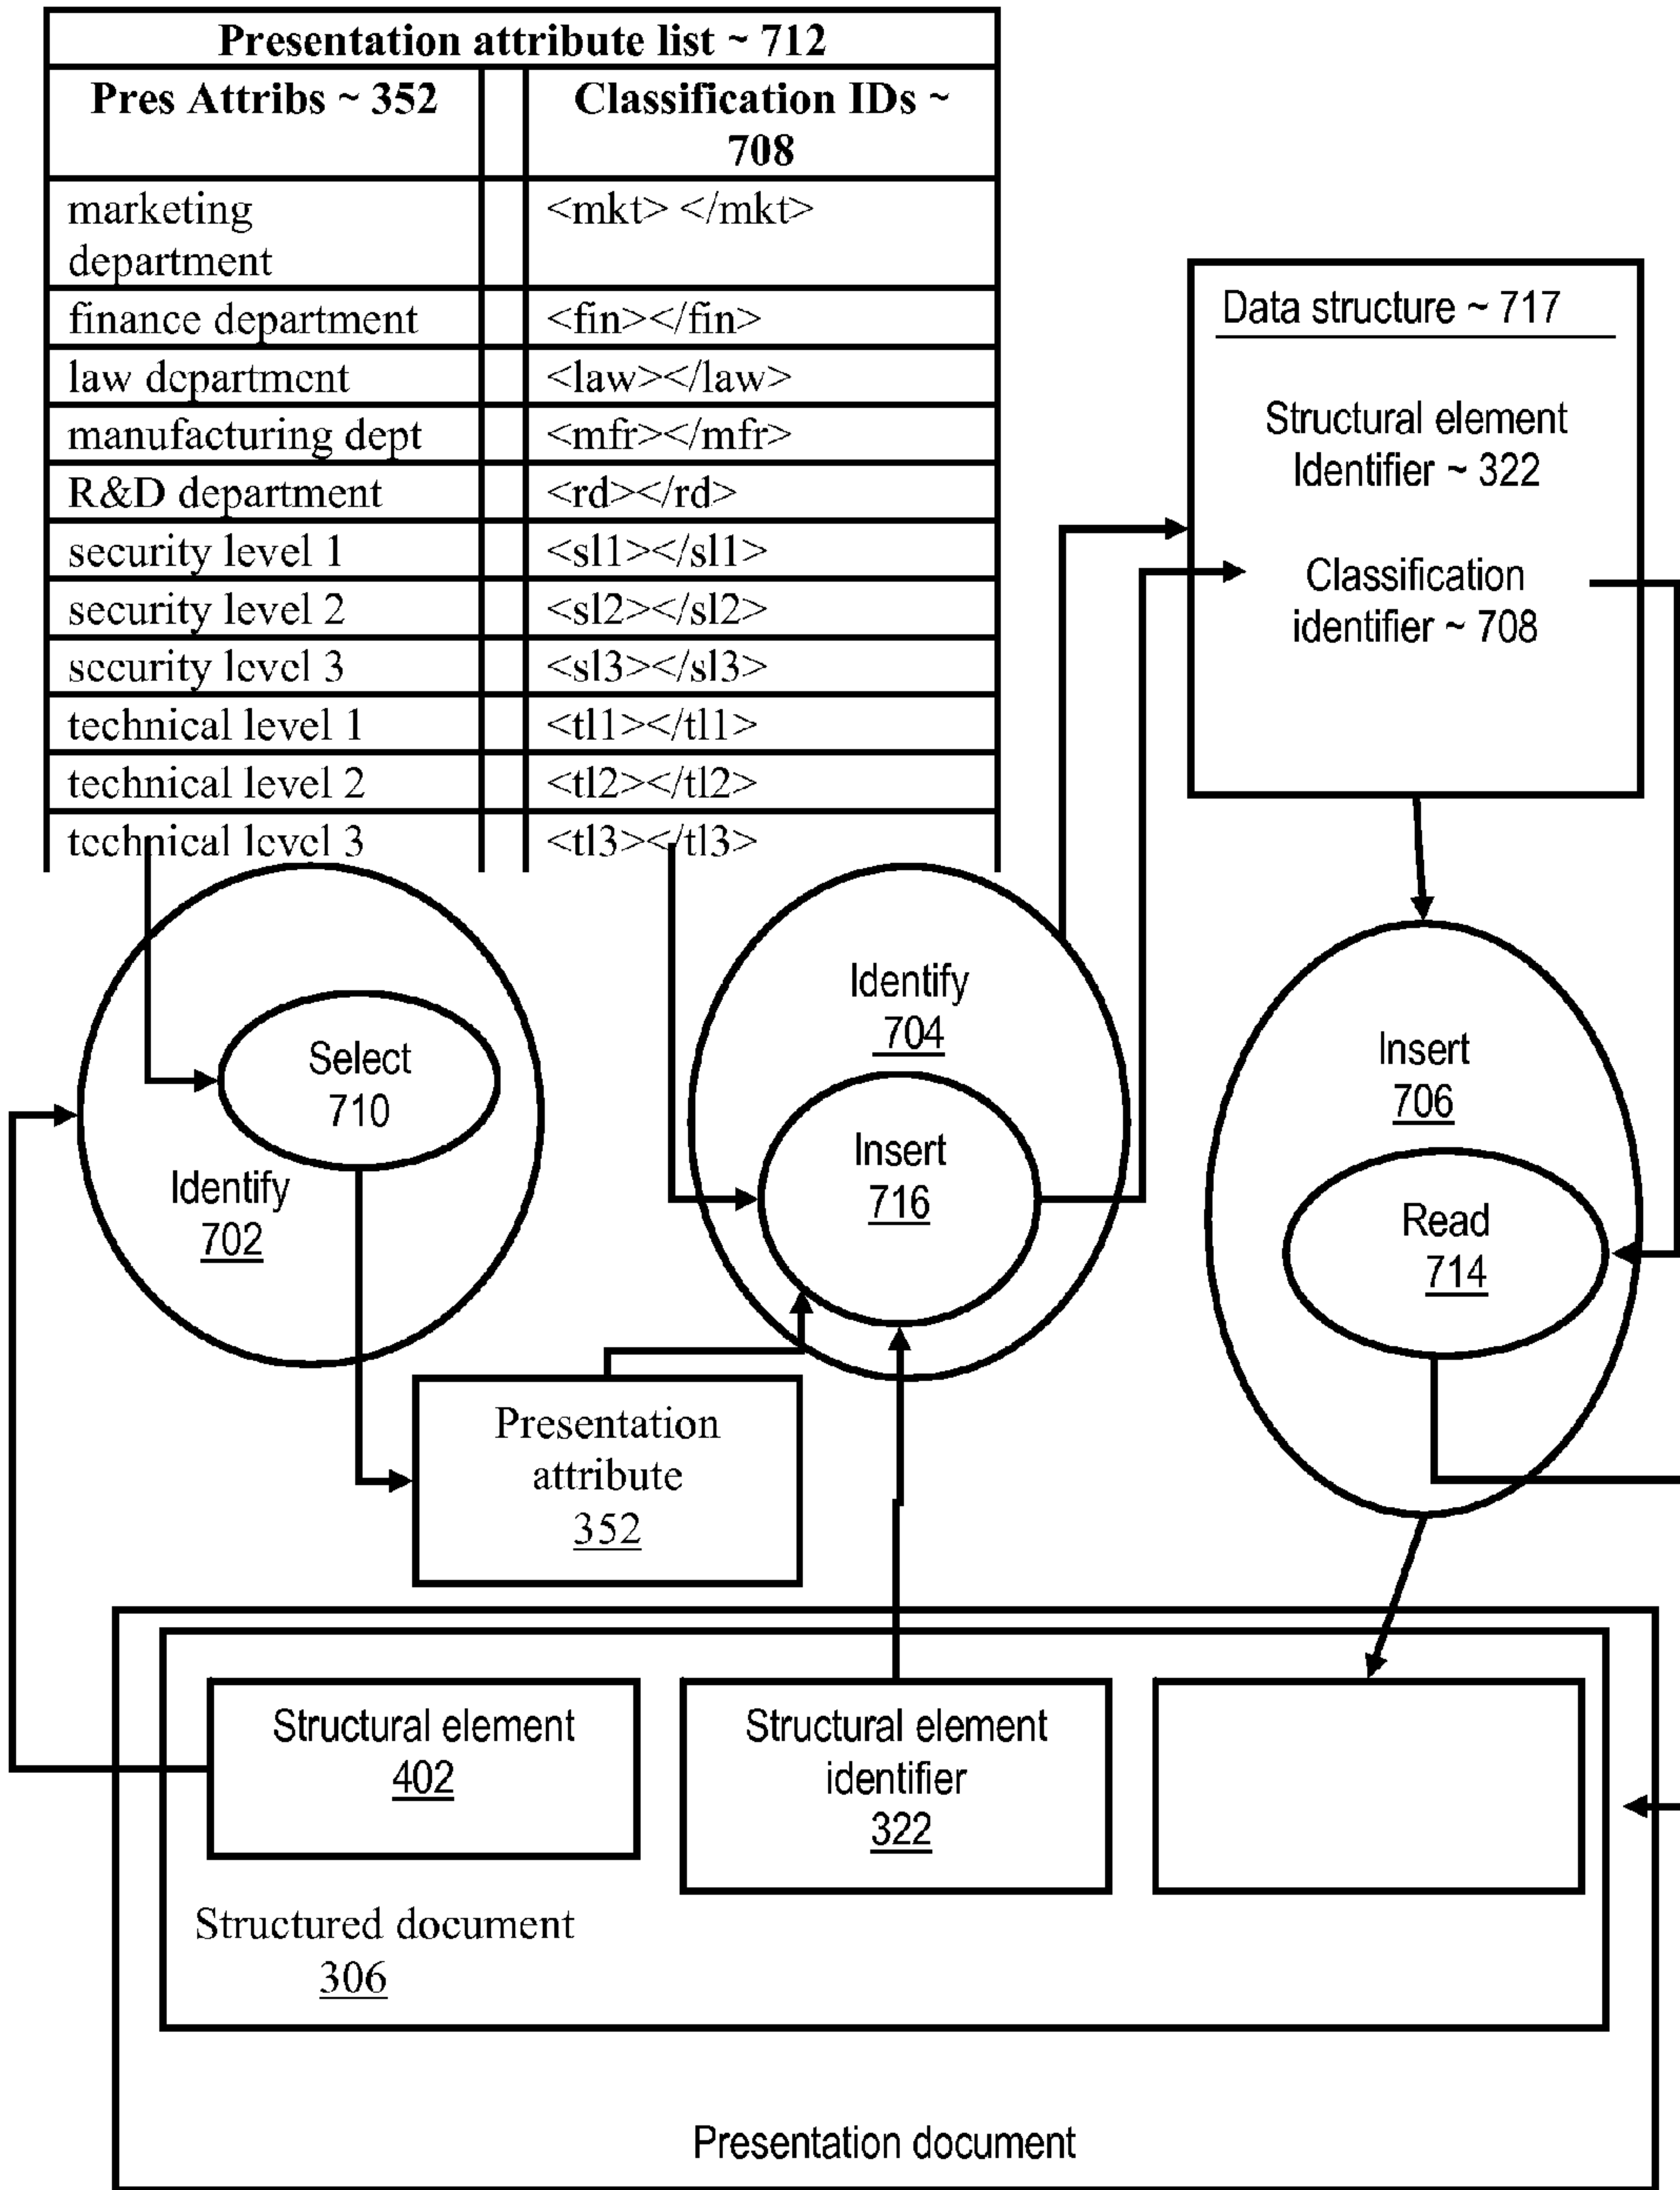 Presentation attribute list ~ 712
Pres Attribs ~ 352
Classification IDs ~
708
marketing
department
<mkt> </mkt>
finance department
<fin></fin>
law department
<law></law>
manufacturing dept
<mfr></mfr>
R&D department
<rd></rd>
security level 1
<sl1></sl1>
security level 2
<sl2></sl2>
security level 3
<sl3></sl3>
technical level 1
<tl1></tl1>
technical level 2
<tl2></tl2>
technical level 3
<tl3></tl3>
Data structure ~ 717
Structural element
Identifier ~ 322
Classification
identifier ~ 708
Select
710
Identify
702
Identify
704
Insert
716
Insert
706
Read
714
Presentation
attribute
352
Structural element
402
Structural element
identifier
322
Structured document
306
Presentation document